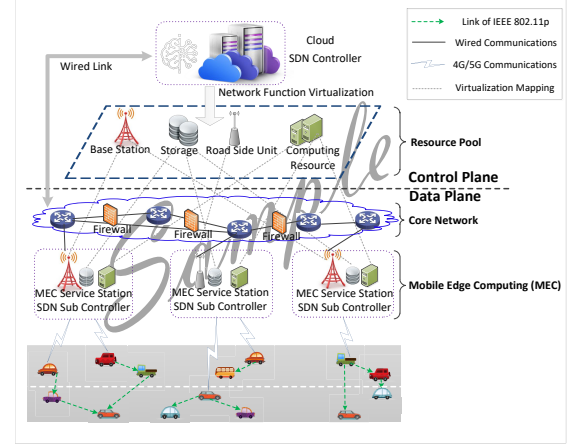 Link of IEEE 802.11p
Wired Communications
4G/5G Communications
Virtualization Mapping
Cloud
SDN Controller
Wired Link
Network Function Virtualization
Base Station
Storage
Road Side Unit
Computing
Resource
Resource Pool
Control Plane
Data Plane
Core Network
Firewall
Firewall
Firewall
MEC Service Station
SDN Sub Controller
MEC Service Station
SDN Sub Controller
MEC Service Station
SDN Sub Controller
Mobile Edge Computing (MEC)
Sample